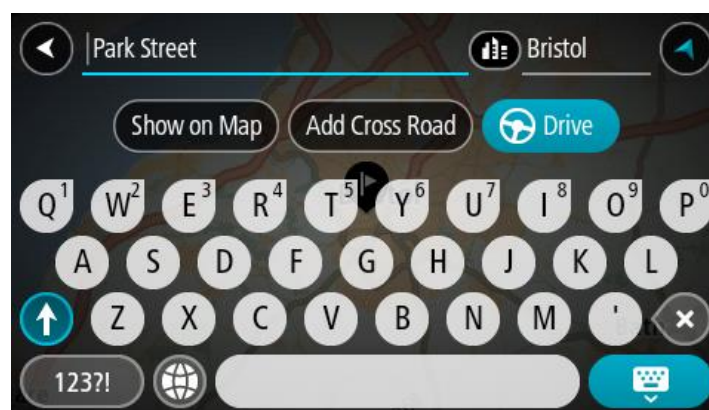 Park Street Bristol
Show on Map Add Cross Road Drive
Q1 W2 E3 R4 T5 Y6 U7 I8 O9 P0
A S D F G H J K L
Z X C V B N M '
123?!